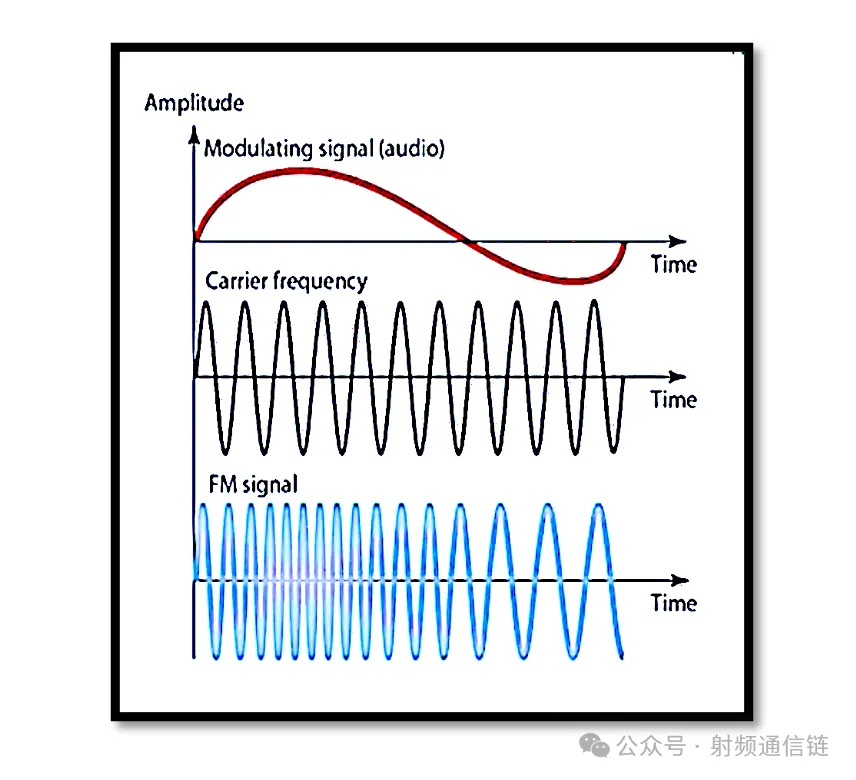 Amplitude
Modulating signal (audio)
Time
Carrier frequency
Time
FM signal
Time
公众号 · 射频通信链